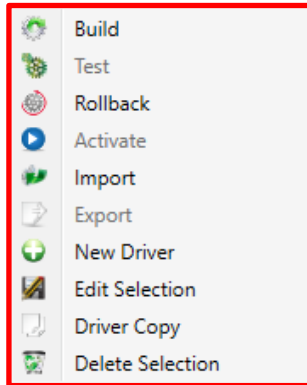 Build
Test
Rollback
Activate
Import
Export
New Driver
Edit Selection
Driver Copy
Delete Selection